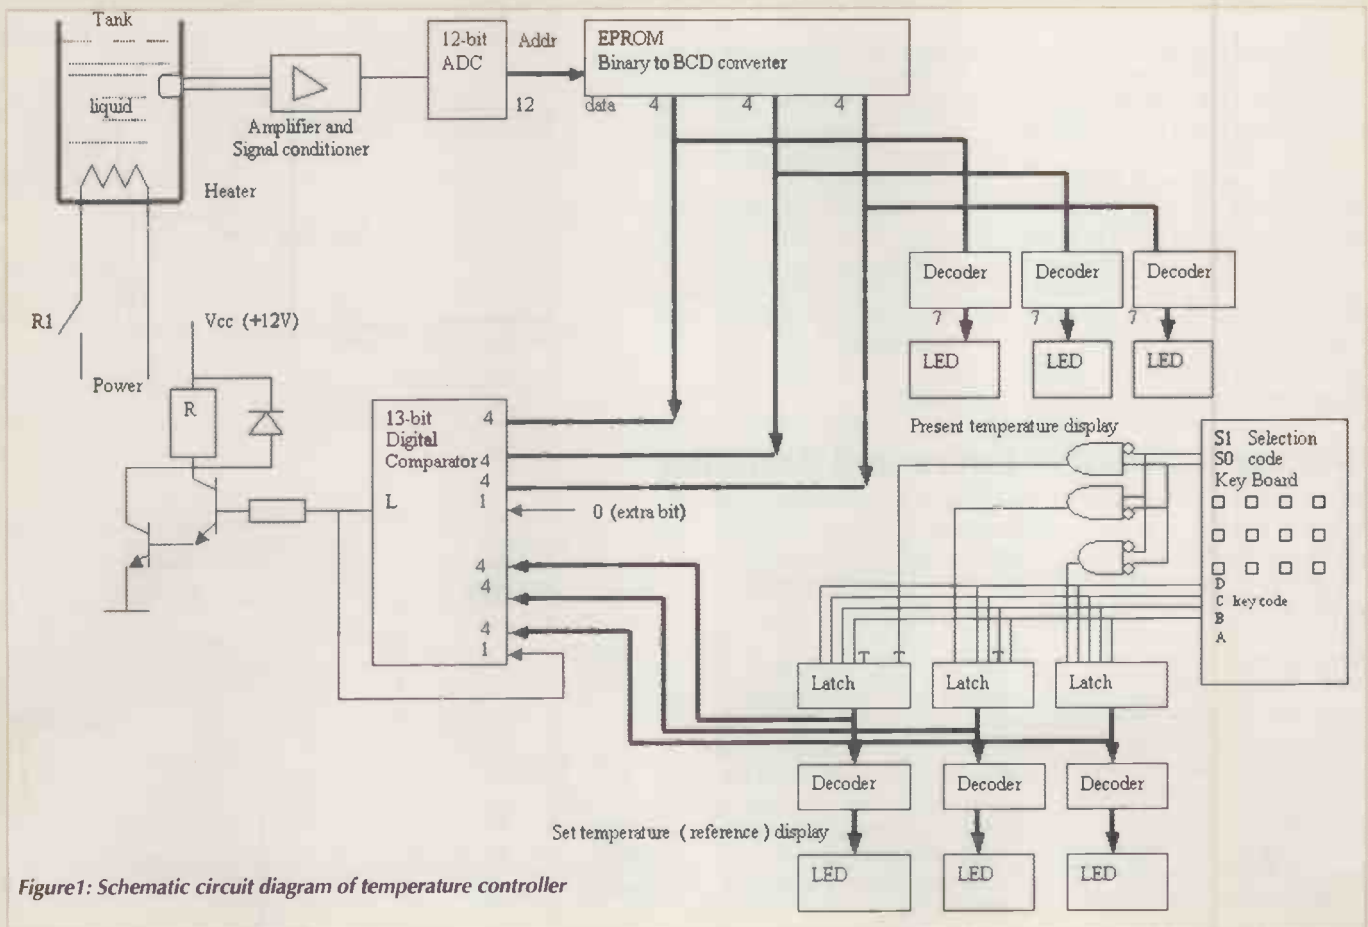 Tank
liquid
Heater
Amplifier and
Signal conditioner
12-bit
ADC
Addr
12
EPROM
Binary to BCD converter
data 4 4 4
Decoder
Decoder
Decoder
7
7
7
LED
LED
LED
Present temperature display
R1
Power
Vcc (+12V)
R
13-bit
Digital
Comparator
L
4
4
4
1
0 (extra bit)
4
4
4
1
S1 Selection
S0 code
Key Board
D
C key code
B
A
T
T
T
Latch
Latch
Latch
Decoder
Decoder
Decoder
Set temperature ( reference ) display
LED
LED
LED
Figure1: Schematic circuit diagram of temperature controller